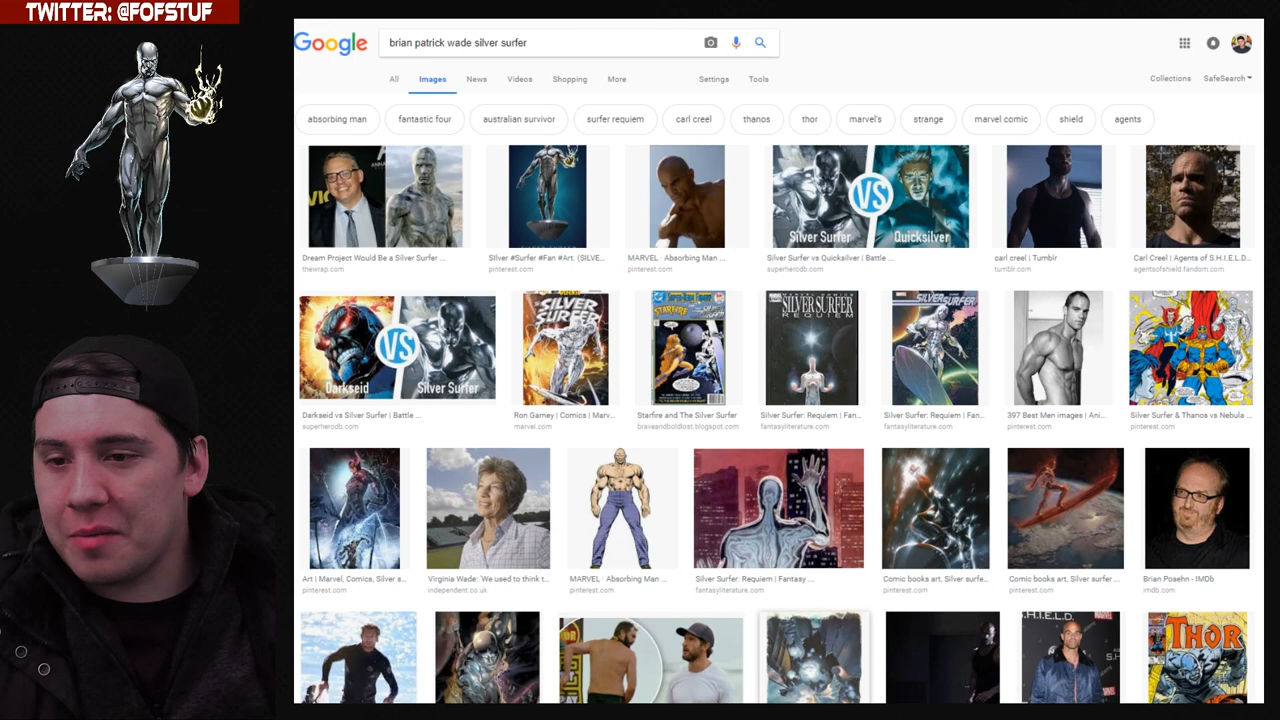 TWITTER: @FOFSTUF
Google
brian patrick wade silver surfer
All Images News Videos Shopping More Settings Tools
Collections SafeSearch
absorbing man fantastic four australian survivor surfer requiem carl creel thanos thor marvel's strange marvel comic shield agents
Silver Surfer VS Quicksilver
Dream Project Would Be a Silver Surfer ...
thewrap.com
Silver #Surfer #Fan #Art. (SILVE...
pinterest.com
MARVEL - Absorbing Man ...
pinterest.com
Silver Surfer vs Quicksilver | Battle ...
superherodb.com
carl creel | Tumblr
tumblr.com
Carl Creel | Agents of S.H.I.E.L.D...
agentsofshield.fandom.com
Darkseid VS Silver Surfer
SILVER SURFER
STARFIRE
SILVER SURFER
REQUIEM
SILVER SURFER
Darkseid vs Silver Surfer | Battle ...
superherodb.com
Ron Garney | Comics | Marv...
marvel.com
Starfire and The Silver Surfer
braveandboldlost.blogspot.com
Silver Surfer: Requiem | Fan...
fantasyliterature.com
Silver Surfer: Requiem | Fan...
fantasyliterature.com
397 Best Men images | Ani...
pinterest.com
Silver Surfer & Thanos vs Nebula ...
pinterest.com
Art | Marvel, Comics, Silver s...
pinterest.com
Virginia Wade: 'We used to think t...
independent.co.uk
MARVEL - Absorbing Man ...
pinterest.com
Silver Surfer: Requiem | Fantasy ...
fantasyliterature.com
Comic books art, Silver surfe...
pinterest.com
Comic books art, Silver surfer ...
pinterest.com
Brian Posehn - IMDb
imdb.com
S.H.I.E.L.D.
MARVEL
THOR